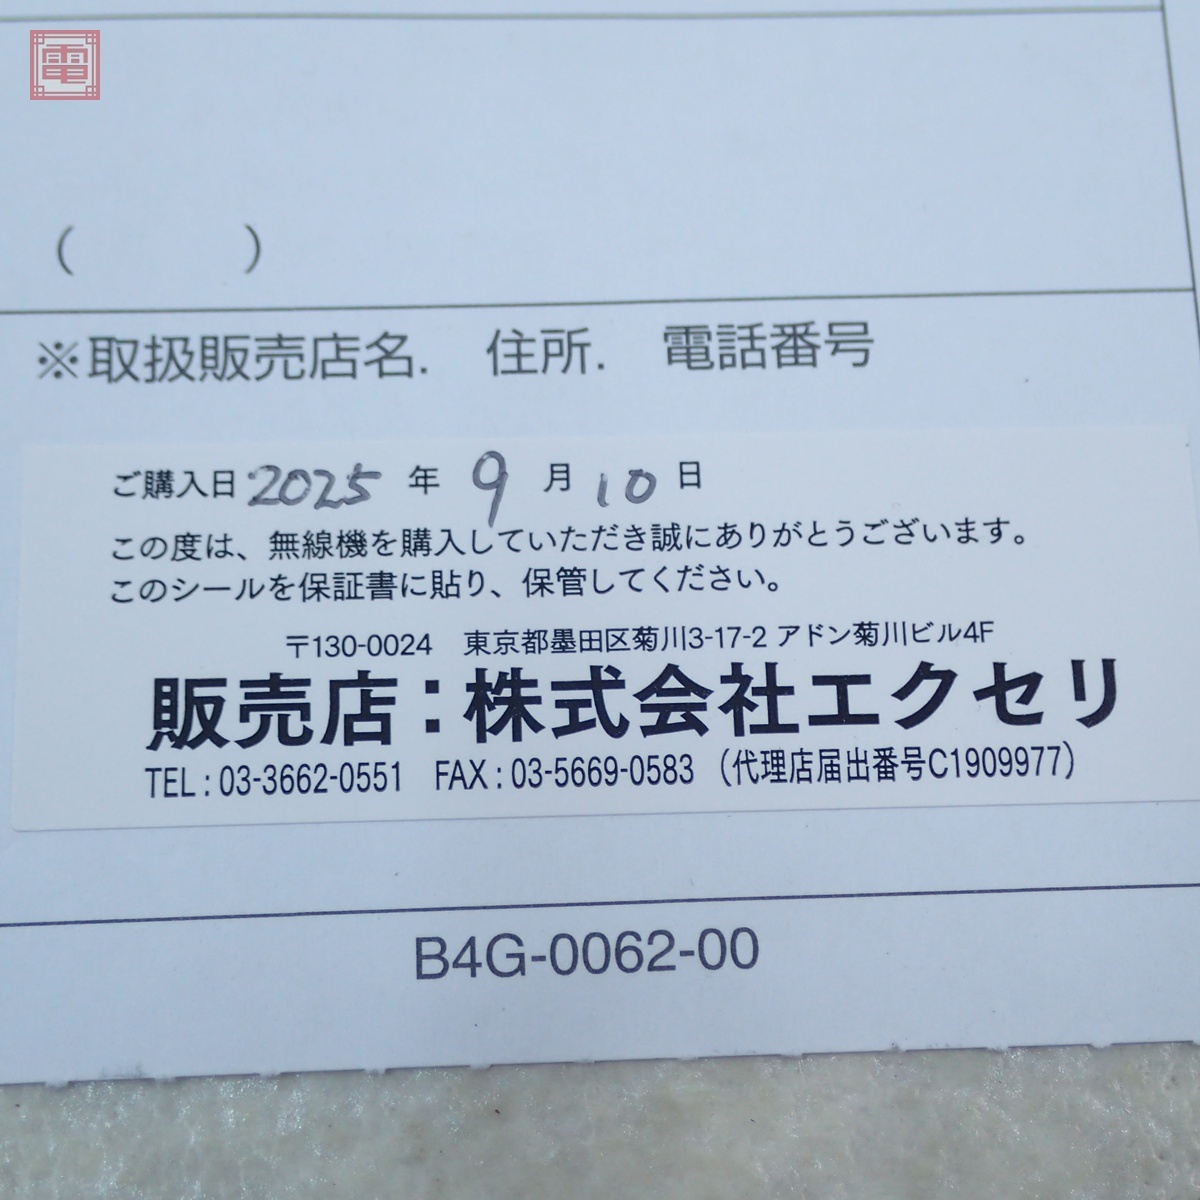 電
( )
※取扱販売店名. 住所. 電話番号
ご購入日 2025 年 9 月 10 日
この度は、無線機を購入していただき誠にありがとうございます。
このシールを保証書に貼り、保管してください。
〒130-0024 東京都墨田区菊川3-17-2 アドン菊川ビル4F
販売店：株式会社エクセリ
TEL : 03-3662-0551 FAX : 03-5669-0583 （代理店届出番号C1909977）
B4G-0062-00